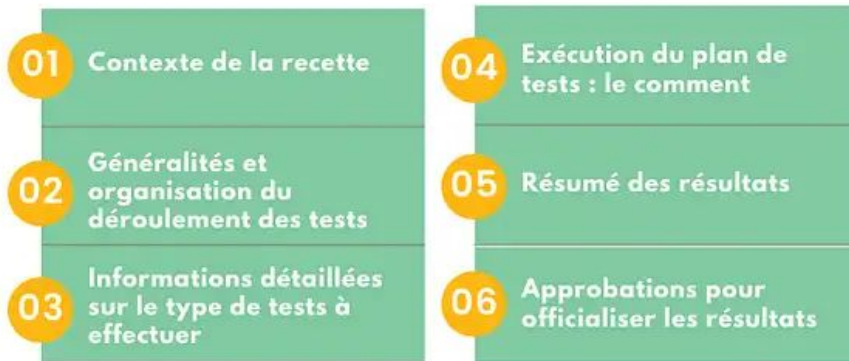 01 Contexte de la recette
02 Généralités et
organisation du
déroulement des tests
03 Informations détaillées
sur le type de tests à
effectuer
04 Exécution du plan de
tests : le comment
05 Résumé des résultats
06 Approbations pour
officialiser les résultats